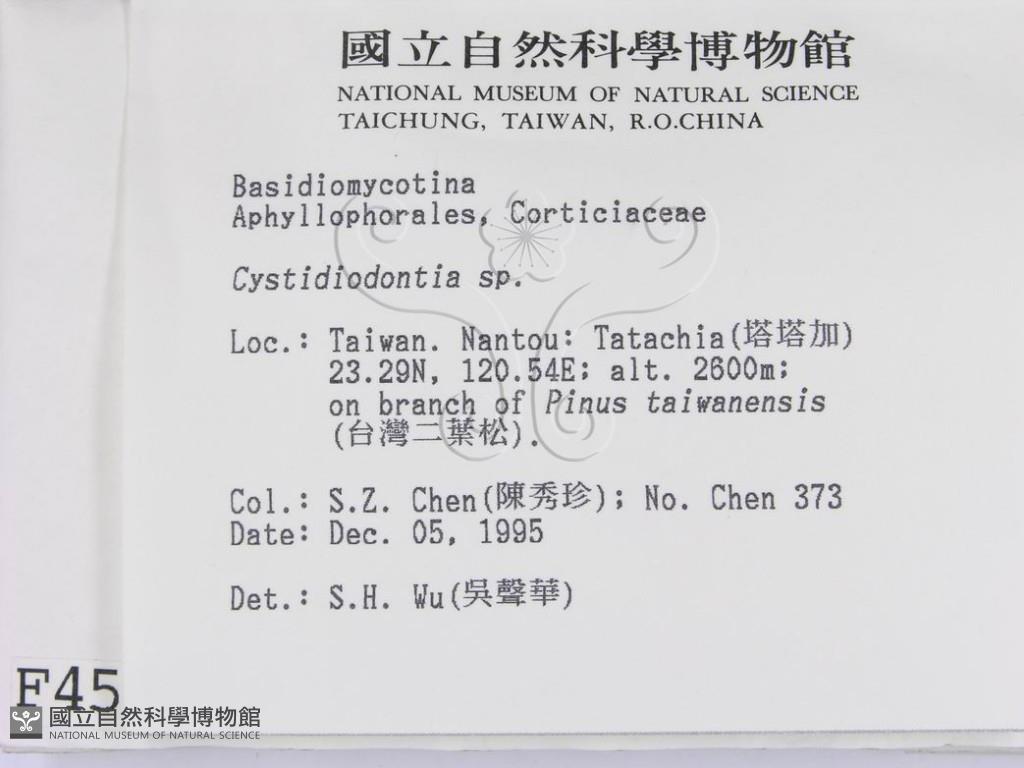 國立自然科學博物館
NATIONAL MUSEUM OF NATURAL SCIENCE
TAICHUNG, TAIWAN, R.O.CHINA
Basidiomycotina
Aphyllophorales, Corticiaceae
Cystidiodontia sp.
Loc.: Taiwan. Nantou: Tatachia(塔塔加)
23.29N, 120.54E; alt. 2600m;
on branch of Pinus taiwanensis
(台灣二葉松).
Col.: S.Z. Chen(陳秀珍); No. Chen 373
Date: Dec. 05, 1995
Det.: S.H. Wu(吳聲華)
F45
國立自然科學博物館
NATIONAL MUSEUM OF NATURAL SCIENCE